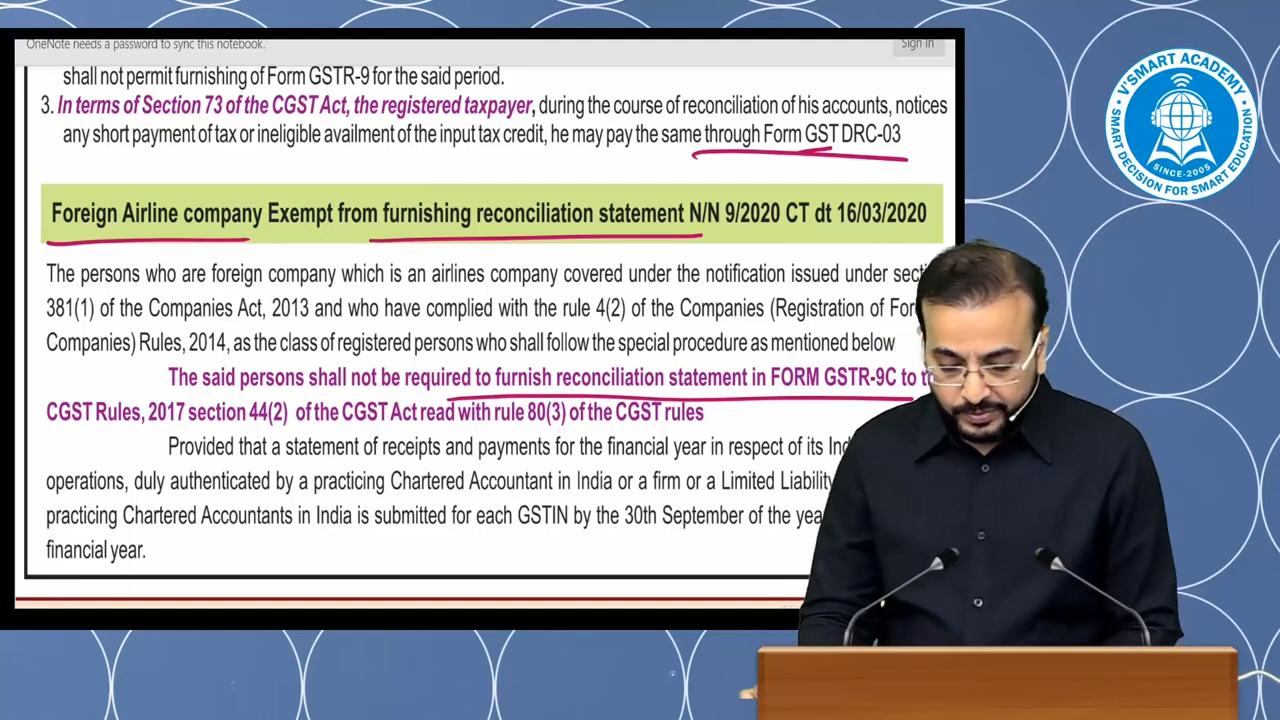 OneNote needs a password to sync this notebook.
Sign In
shall not permit furnishing of Form GSTR-9 for the said period.
3. In terms of Section 73 of the CGST Act, the registered taxpayer, during the course of reconciliation of his accounts, notices
any short payment of tax or ineligible availment of the input tax credit, he may pay the same through Form GST DRC-03
Foreign Airline company Exempt from furnishing reconciliation statement N/N 9/2020 CT dt 16/03/2020
The persons who are foreign company which is an airlines company covered under the notification issued under
381(1) of the Companies Act, 2013 and who have complied with the rule 4(2) of the Companies (Registration of
Companies) Rules, 2014, as the class of registered persons who shall follow the special procedure as mentioned below
The said persons shall not be required to furnish reconciliation statement in FORM GSTR-9C to
CGST Rules, 2017 section 44(2) of the CGST Act read with rule 80(3) of the CGST rules
Provided that a statement of receipts and payments for the financial year in respect of its
operations, duly authenticated by a practicing Chartered Accountant in India or a firm or a Limited Liability
practicing Chartered Accountants in India is submitted for each GSTIN by the 30th September of the
financial year.
V'SMART ACADEMY
SINCE-2005
SMART DECISION FOR SMART EDUCATION